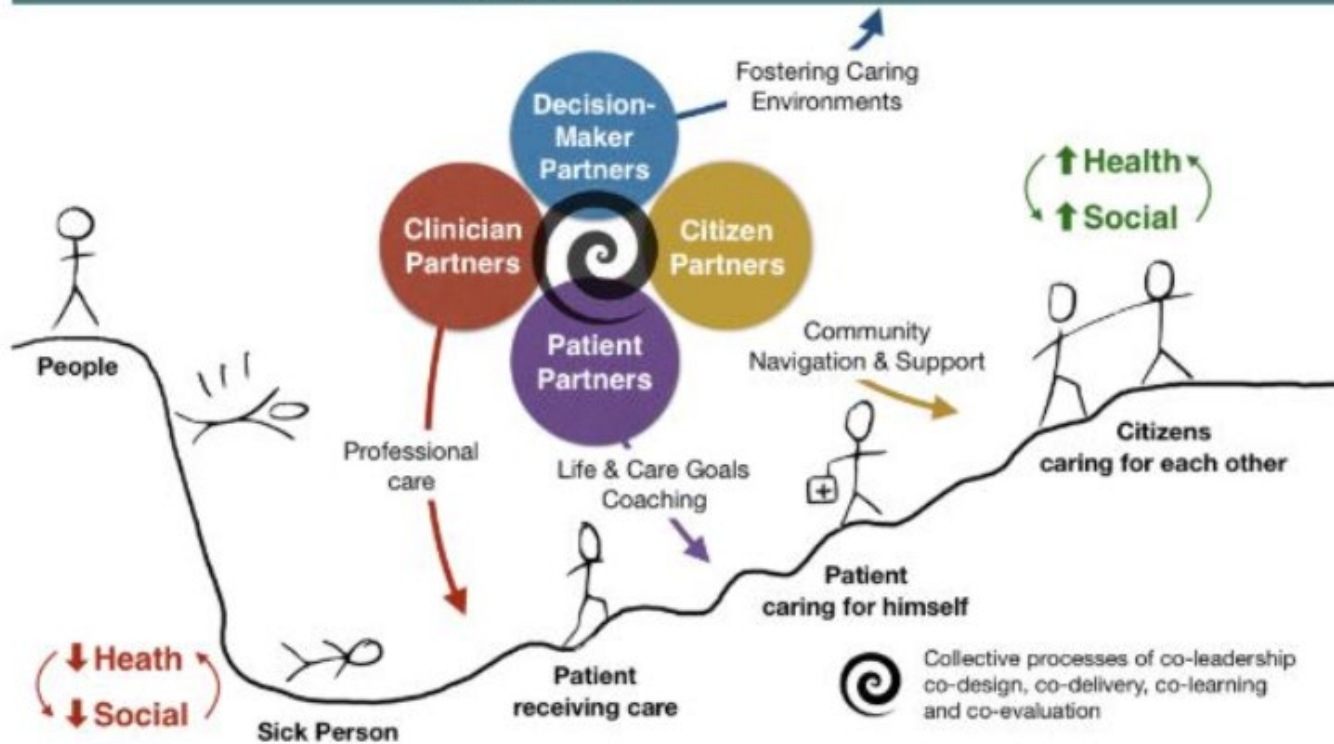 Fostering Caring
Environments
Decision-
Maker
Partners
Clinician
Partners
Citizen
Partners
Patient
Partners
⬆ Health
⬆ Social
People
Community
Navigation & Support
Professional
care
Life & Care Goals
Coaching
Citizens
caring for each other
Patient
caring for himself
⬇ Heath
⬇ Social
Patient
receiving care
Sick Person
Collective processes of co-leadership
co-design, co-delivery, co-learning
and co-evaluation